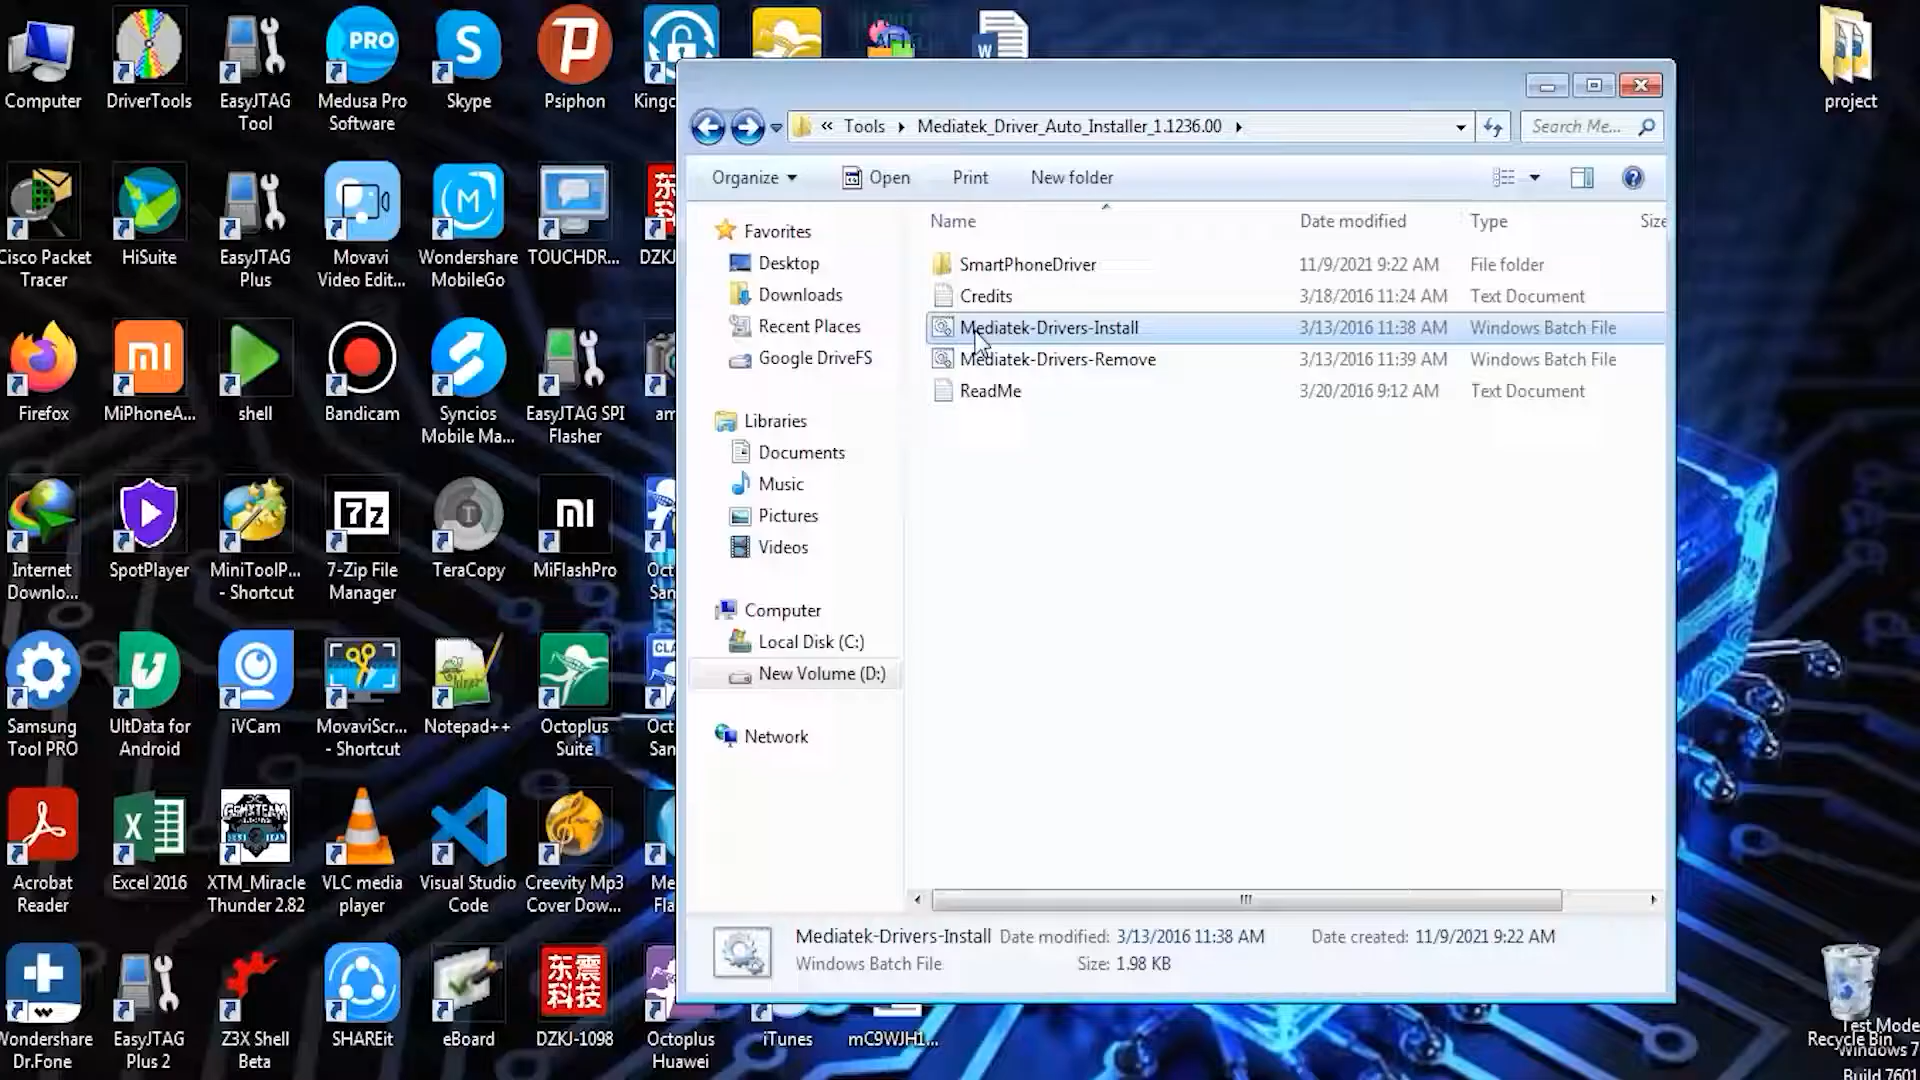 Computer
DriverTools
EasyJTAG
Tool
Medusa Pro
Software
PRO
Skype
Psiphon
project
Tools
Mediatek_Driver_Auto_Installer_1.1236.00
Search Me...
Organize
Open
Print
New folder
Name
Date modified
Type
Size
SmartPhoneDriver
11/9/2021 9:22 AM
File folder
Credits
3/18/2016 11:24 AM
Text Document
Mediatek-Drivers-Install
3/13/2016 11:38 AM
Windows Batch File
Mediatek-Drivers-Remove
3/13/2016 11:39 AM
Windows Batch File
ReadMe
3/20/2016 9:12 AM
Text Document
Favorites
Desktop
Downloads
Recent Places
Google DriveFS
Libraries
Documents
Music
Pictures
Videos
Computer
Local Disk (C:)
New Volume (D:)
Network
Mediatek-Drivers-Install
Date modified: 3/13/2016 11:38 AM
Date created: 11/9/2021 9:22 AM
Windows Batch File
Size: 1.98 KB
Cisco Packet
Tracer
HiSuite
EasyJTAG
Plus
Movavi
Video Edit...
Wondershare
MobileGo
TOUCHDR...
DZKJ
Firefox
MiPhoneA...
shell
Bandicam
Syncios
Mobile Ma...
EasyJTAG SPI
Flasher
Internet
Downlo...
SpotPlayer
MiniToolP...
- Shortcut
7z
7-Zip File
Manager
TeraCopy
MiFlashPro
Samsung
Tool PRO
UltData for
Android
iVCam
MovaviScr...
- Shortcut
Notepad++
Octoplus
Suite
Acrobat
Reader
Excel 2016
XTM_Miracle
Thunder 2.82
VLC media
player
Visual Studio
Code
Creevity Mp3
Cover Dow...
Wondershare
Dr.Fone
EasyJTAG
Plus 2
Z3X Shell
Beta
SHAREit
eBoard
东震
科技
DZKJ-1098
Octoplus
Huawei
iTunes
mC9WJH1...
Recycle Bin
Test Mode
Windows 7
Build 7601